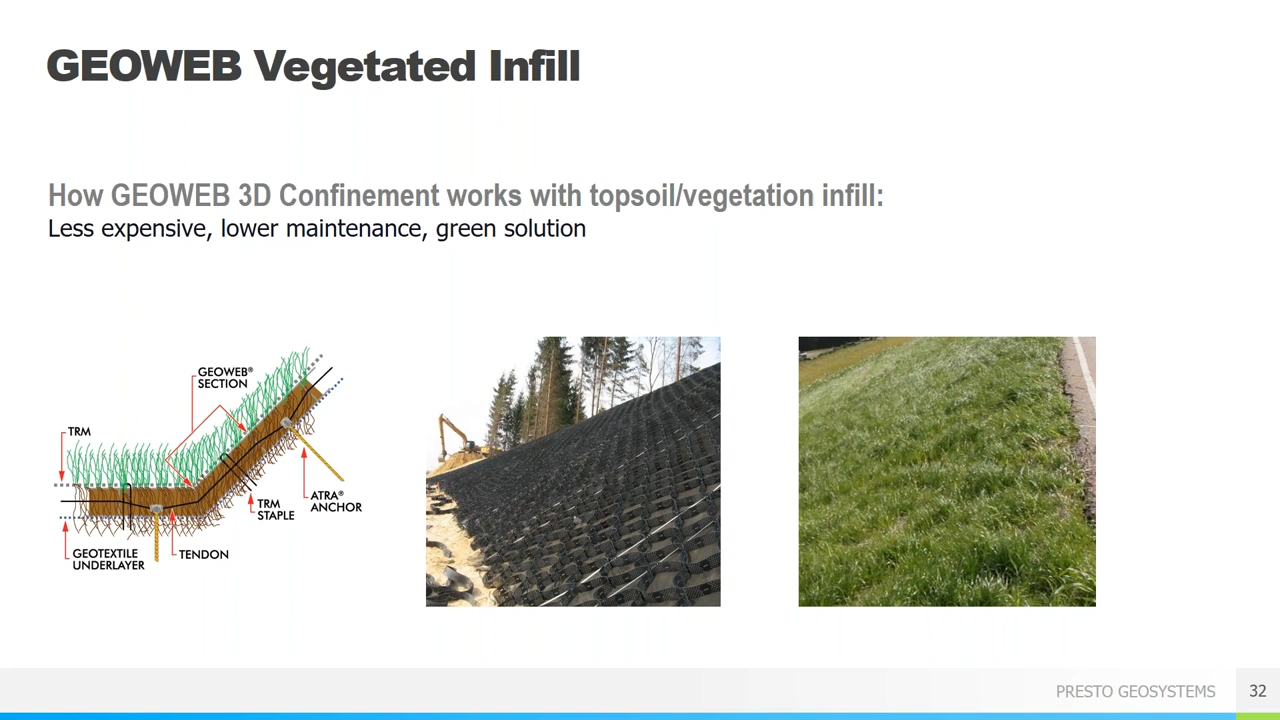 GEOWEB Vegetated Infill
How GEOWEB 3D Confinement works with topsoil/vegetation infill:
Less expensive, lower maintenance, green solution
GEOWEB®
SECTION
TRM
TRM
STAPLE
ATRA®
ANCHOR
GEOTEXTILE
UNDERLAYER
TENDON
PRESTO GEOSYSTEMS
32